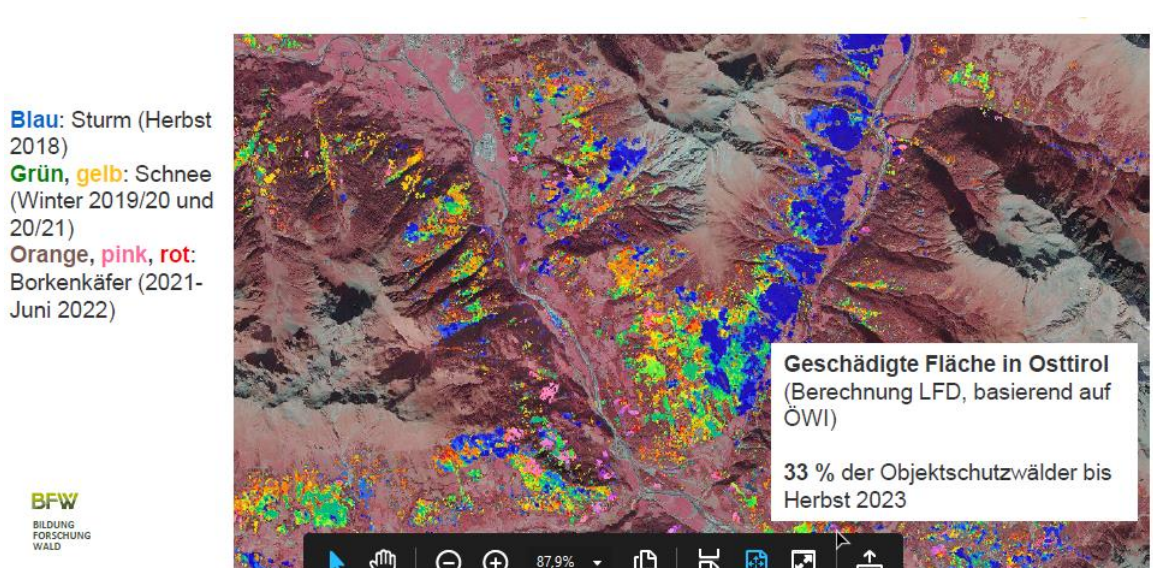 Blau: Sturm (Herbst
2018)
Grün, gelb: Schnee
(Winter 2019/20 und
20/21)
Orange, pink, rot:
Borkenkäfer (2021-
Juni 2022)
Geschädigte Fläche in Osttirol
(Berechnung LFD, basierend auf
ÖWI)
33 % der Objektschutzwälder bis
Herbst 2023
BFW
BILDUNG
FORSCHUNG
WALD
87,9%